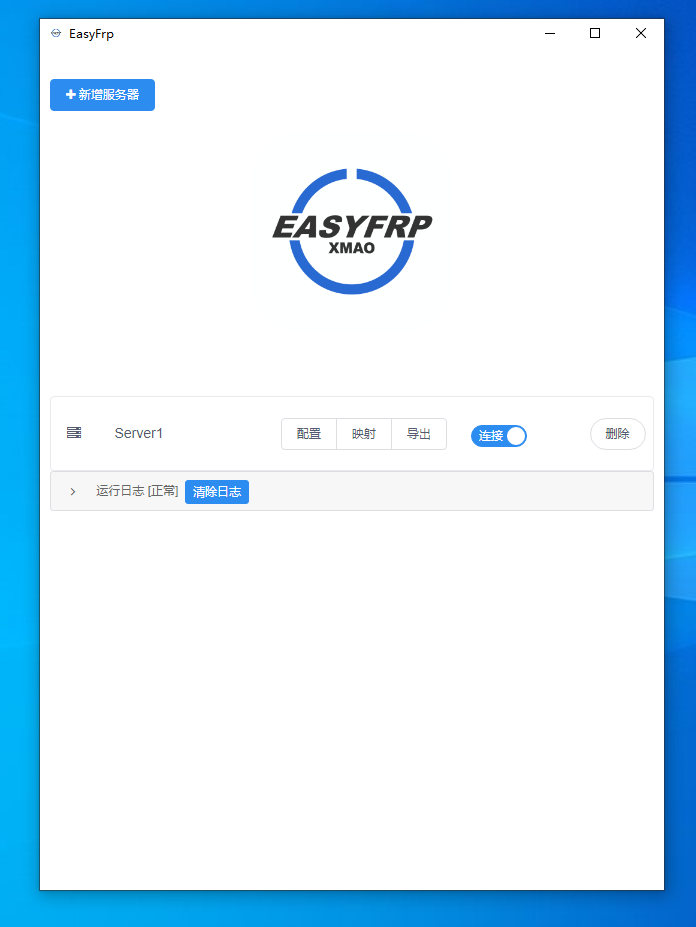 EasyFrp
新增服务器
EASYFRP
XMAO
Server1 配置 映射 导出 连接 删除
运行日志 [正常] 清除日志